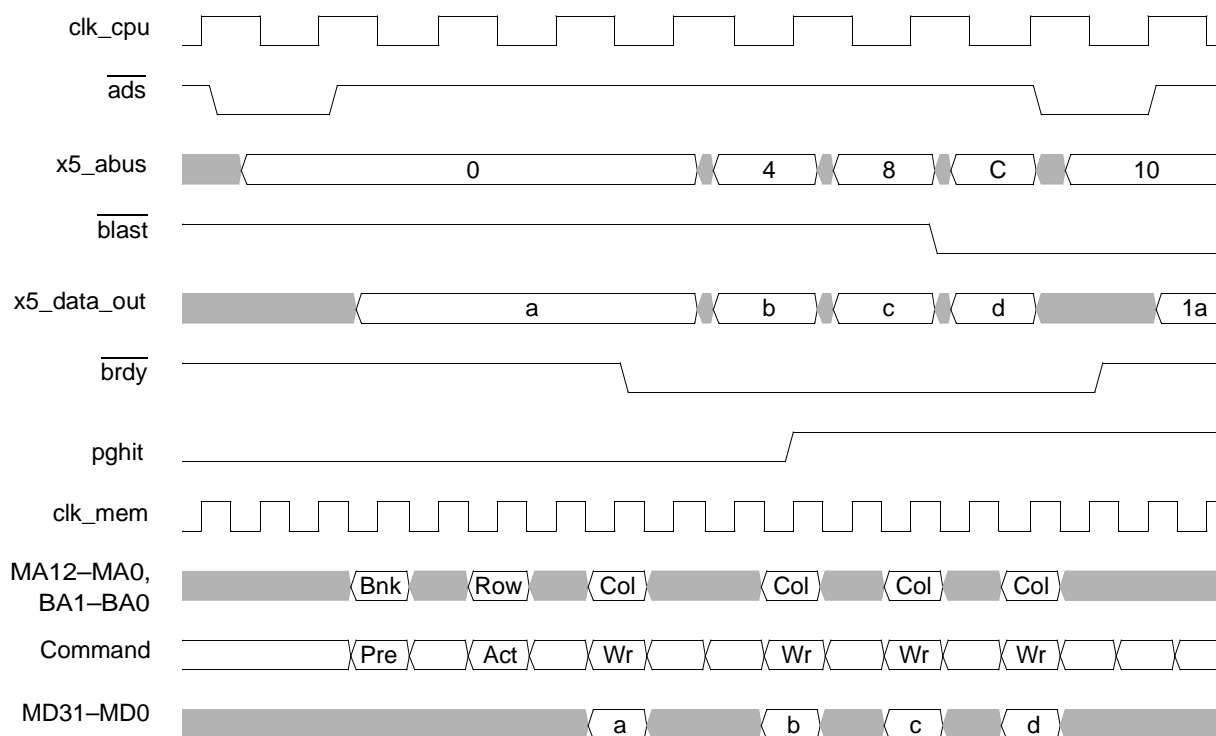 clk_cpu
ads
x5_abus 0 4 8 C 10
blast
x5_data_out a b c d 1a
brdy
pghit
clk_mem
MA12–MA0,
BA1–BA0 Bnk Row Col Col Col Col
Command Pre Act Wr Wr Wr Wr
MD31–MD0 a b c d